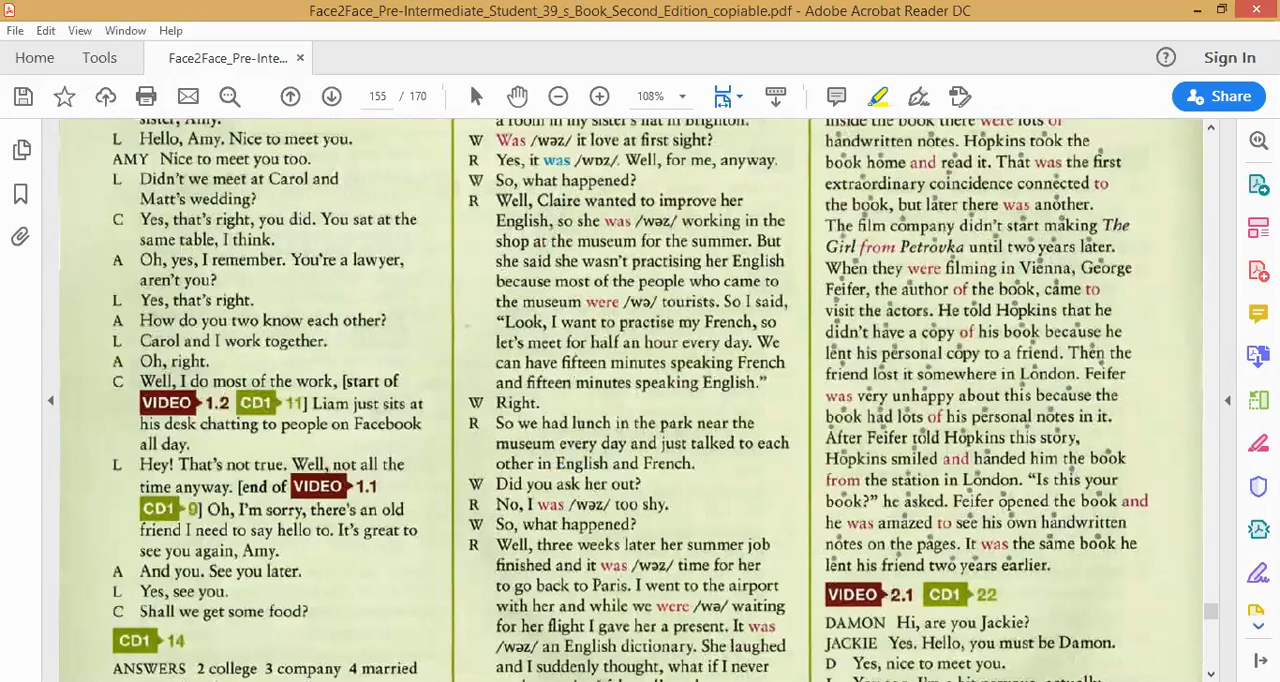 Face2Face_Pre-Intermediate_Student_39_s_Book_Second_Edition_copiable.pdf - Adobe Acrobat Reader DC
File Edit View Window Help
Home Tools Face2Face_Pre-Inte... × Sign In
155 / 170 108% Share
sister, Amy.
L Hello, Amy. Nice to meet you.
AMY Nice to meet you too.
L Didn't we meet at Carol and
Matt's wedding?
C Yes, that's right, you did. You sat at the
same table, I think.
A Oh, yes, I remember. You're a lawyer,
aren't you?
L Yes, that's right.
A How do you two know each other?
L Carol and I work together.
A Oh, right.
C Well, I do most of the work, [start of
VIDEO 1.2 CD1 11] Liam just sits at
his desk chatting to people on Facebook
all day.
L Hey! That's not true. Well, not all the
time anyway. [end of VIDEO 1.1
CD1 9] Oh, I'm sorry, there's an old
friend I need to say hello to. It's great to
see you again, Amy.
A And you. See you later.
L Yes, see you.
C Shall we get some food?
CD1 14
ANSWERS 2 college 3 company 4 married
a room in my sister's flat in Brighton.
W Was /wəz/ it love at first sight?
R Yes, it was /wɒz/. Well, for me, anyway.
W So, what happened?
R Well, Claire wanted to improve her
English, so she was /wəz/ working in the
shop at the museum for the summer. But
she said she wasn't practising her English
because most of the people who came to
the museum were /wə/ tourists. So I said,
"Look, I want to practise my French, so
let's meet for half an hour every day. We
can have fifteen minutes speaking French
and fifteen minutes speaking English."
W Right.
R So we had lunch in the park near the
museum every day and just talked to each
other in English and French.
W Did you ask her out?
R No, I was /wəz/ too shy.
W So, what happened?
R Well, three weeks later her summer job
finished and it was /wəz/ time for her
to go back to Paris. I went to the airport
with her and while we were /wə/ waiting
for her flight I gave her a present. It was
/wəz/ an English dictionary. She laughed
and I suddenly thought, what if I never
inside the book there were lots of
handwritten notes. Hopkins took the
book home and read it. That was the first
extraordinary coincidence connected to
the book, but later there was another.
The film company didn't start making The
Girl from Petrovka until two years later.
When they were filming in Vienna, George
Feifer, the author of the book, came to
visit the actors. He told Hopkins that he
didn't have a copy of his book because he
lent his personal copy to a friend. Then the
friend lost it somewhere in London. Feifer
was very unhappy about this because the
book had lots of his personal notes in it.
After Feifer told Hopkins this story,
Hopkins smiled and handed him the book
from the station in London. "Is this your
book?" he asked. Feifer opened the book and
he was amazed to see his own handwritten
notes on the pages. It was the same book he
lent his friend two years earlier.
VIDEO 2.1 CD1 22
DAMON Hi, are you Jackie?
JACKIE Yes. Hello, you must be Damon.
D Yes, nice to meet you.